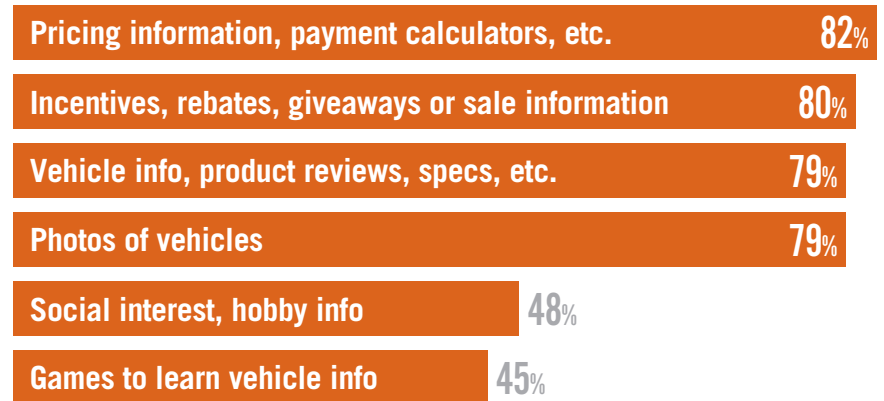 Pricing information, payment calculators, etc. 82%
Incentives, rebates, giveaways or sale information 80%
Vehicle info, product reviews, specs, etc. 79%
Photos of vehicles 79%
Social interest, hobby info 48%
Games to learn vehicle info 45%